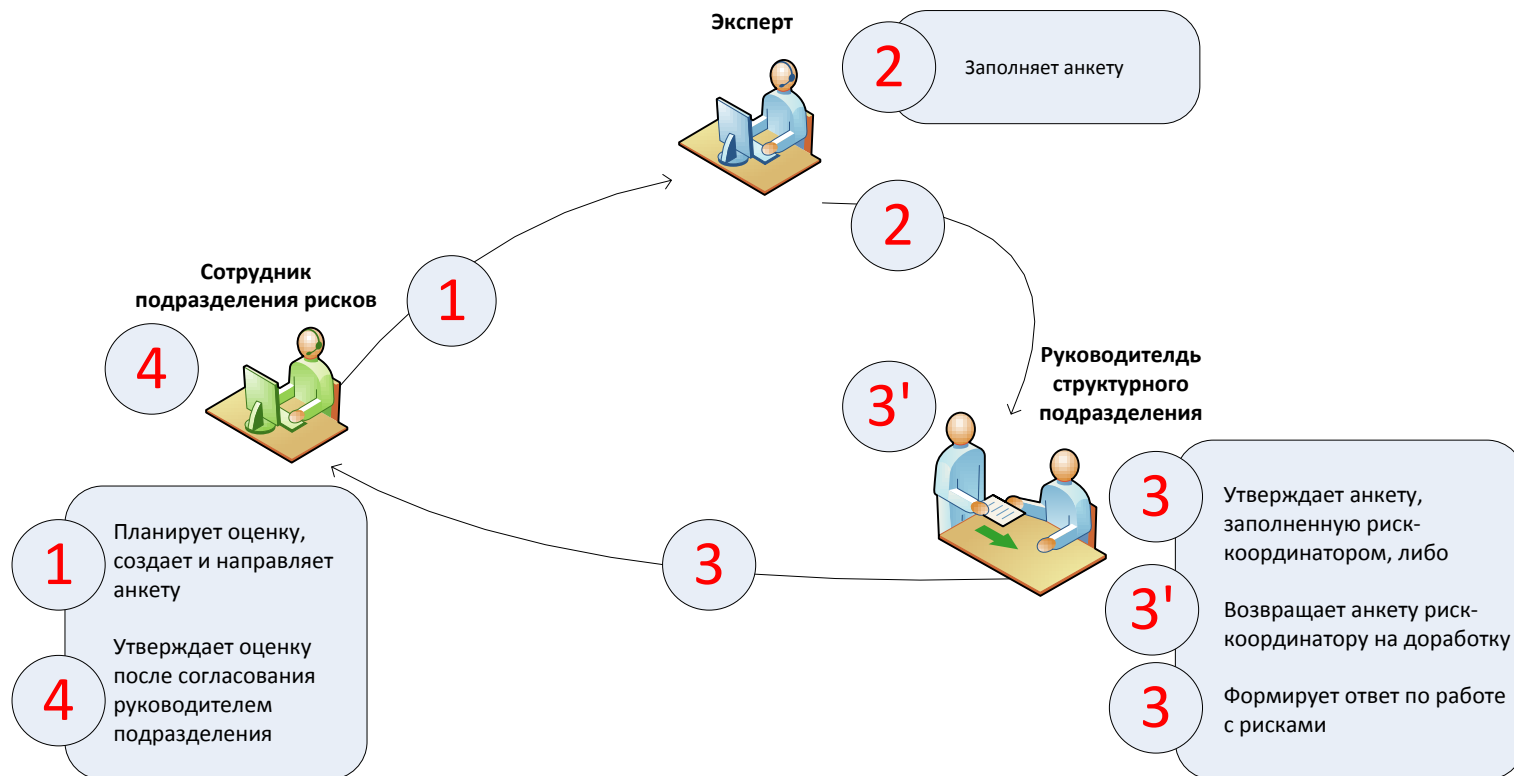 Эксперт
2
Заполняет анкету
2
Сотрудник
подразделения рисков
1
4
Руководителдь
структурного
подразделения
3'
3
Утверждает анкету,
заполненную риск-
координатором, либо
3'
Возвращает анкету риск-
координатору на доработку
3
Формирует ответ по работе
с рисками
3
1
Планирует оценку,
создает и направляет
анкету
4
Утверждает оценку
после согласования
руководителем
подразделения